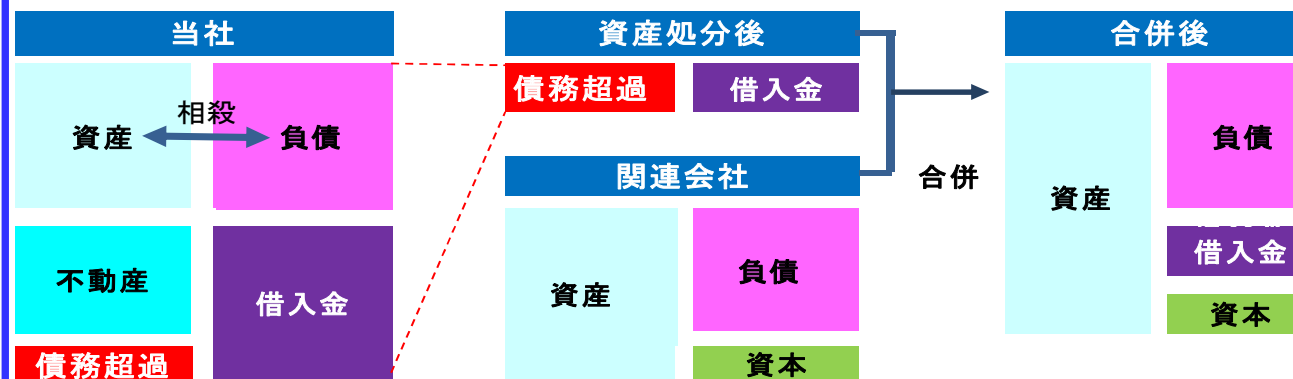 当社
相殺
資産
負債
不動産
借入金
債務超過
資産処分後
債務超過
借入金
関連会社
資産
負債
資本
合併
合併後
資産
負債
借入金
資本